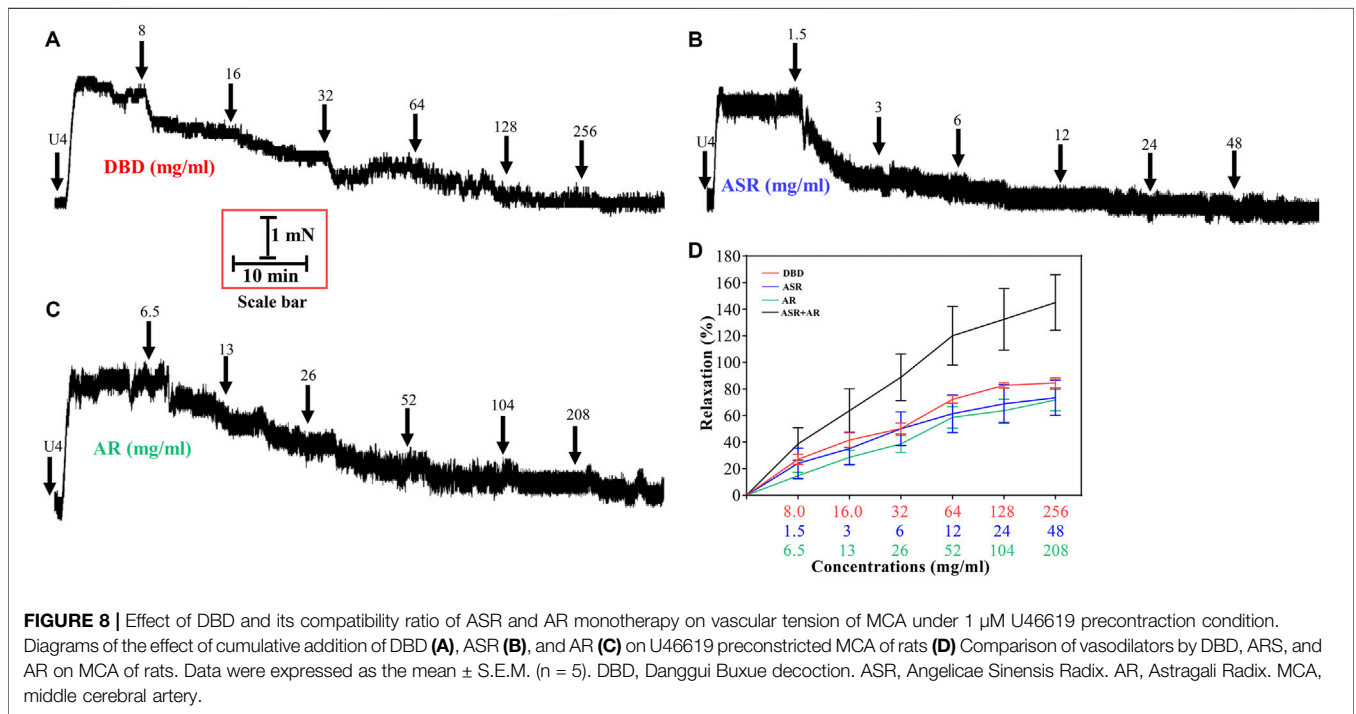 A
8
16
32
64
128
256
U4
DBD (mg/ml)
1 mN
10 min
Scale bar
B
1.5
3
6
12
24
48
U4
ASR (mg/ml)
C
6.5
13
26
52
104
208
U4
AR (mg/ml)
D
180
160
140
120
100
80
60
40
20
0
Relaxation (%)
DBD
ASR
AR
ASR+AR
8.0 16.0 32 64 128 256
1.5 3 6 12 24 48
6.5 13 26 52 104 208
Concentrations (mg/ml)
FIGURE 8 | Effect of DBD and its compatibility ratio of ASR and AR monotherapy on vascular tension of MCA under 1 µM U46619 precontraction condition.
Diagrams of the effect of cumulative addition of DBD (A), ASR (B), and AR (C) on U46619 preconstricted MCA of rats (D) Comparison of vasodilators by DBD, ARS, and
AR on MCA of rats. Data were expressed as the mean ± S.E.M. (n = 5). DBD, Danggui Buxue decoction. ASR, Angelicae Sinensis Radix. AR, Astragali Radix. MCA,
middle cerebral artery.